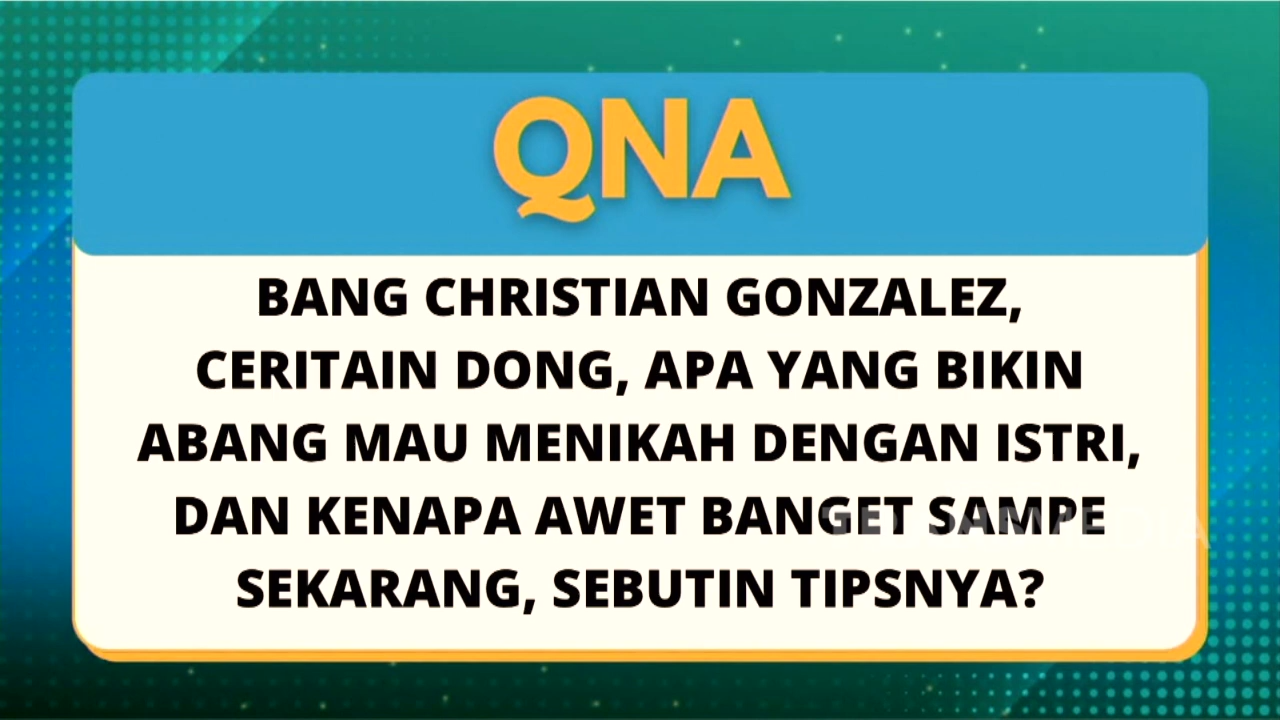 QNA
BANG CHRISTIAN GONZALEZ,
CERITAIN DONG, APA YANG BIKIN
ABANG MAU MENIKAH DENGAN ISTRI,
DAN KENAPA AWET BANGET SAMPE
SEKARANG, SEBUTIN TIPSNYA?